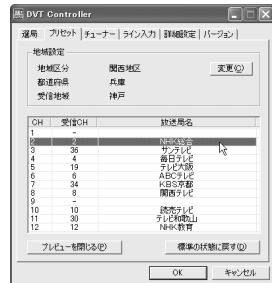 DVT Controller
選局 プリセット チューナー ライン入力 詳細設定 バージョン
地域設定
地域区分 関西地区 変更(C)
都道府県 兵庫
受信地域 神戸
CH 受信CH 放送局名
1 -
2 2 NHK総合
3 36 サンテレビ
4 4 毎日テレビ
5 19 テレビ大阪
6 6 ABCテレビ
7 34 KBS京都
8 8 関西テレビ
9 -
10 10 読売テレビ
11 30 テレビ和歌山
12 12 NHK教育
プレビューを閉じる(P) 標準の状態に戻す(D)
OK キャンセル